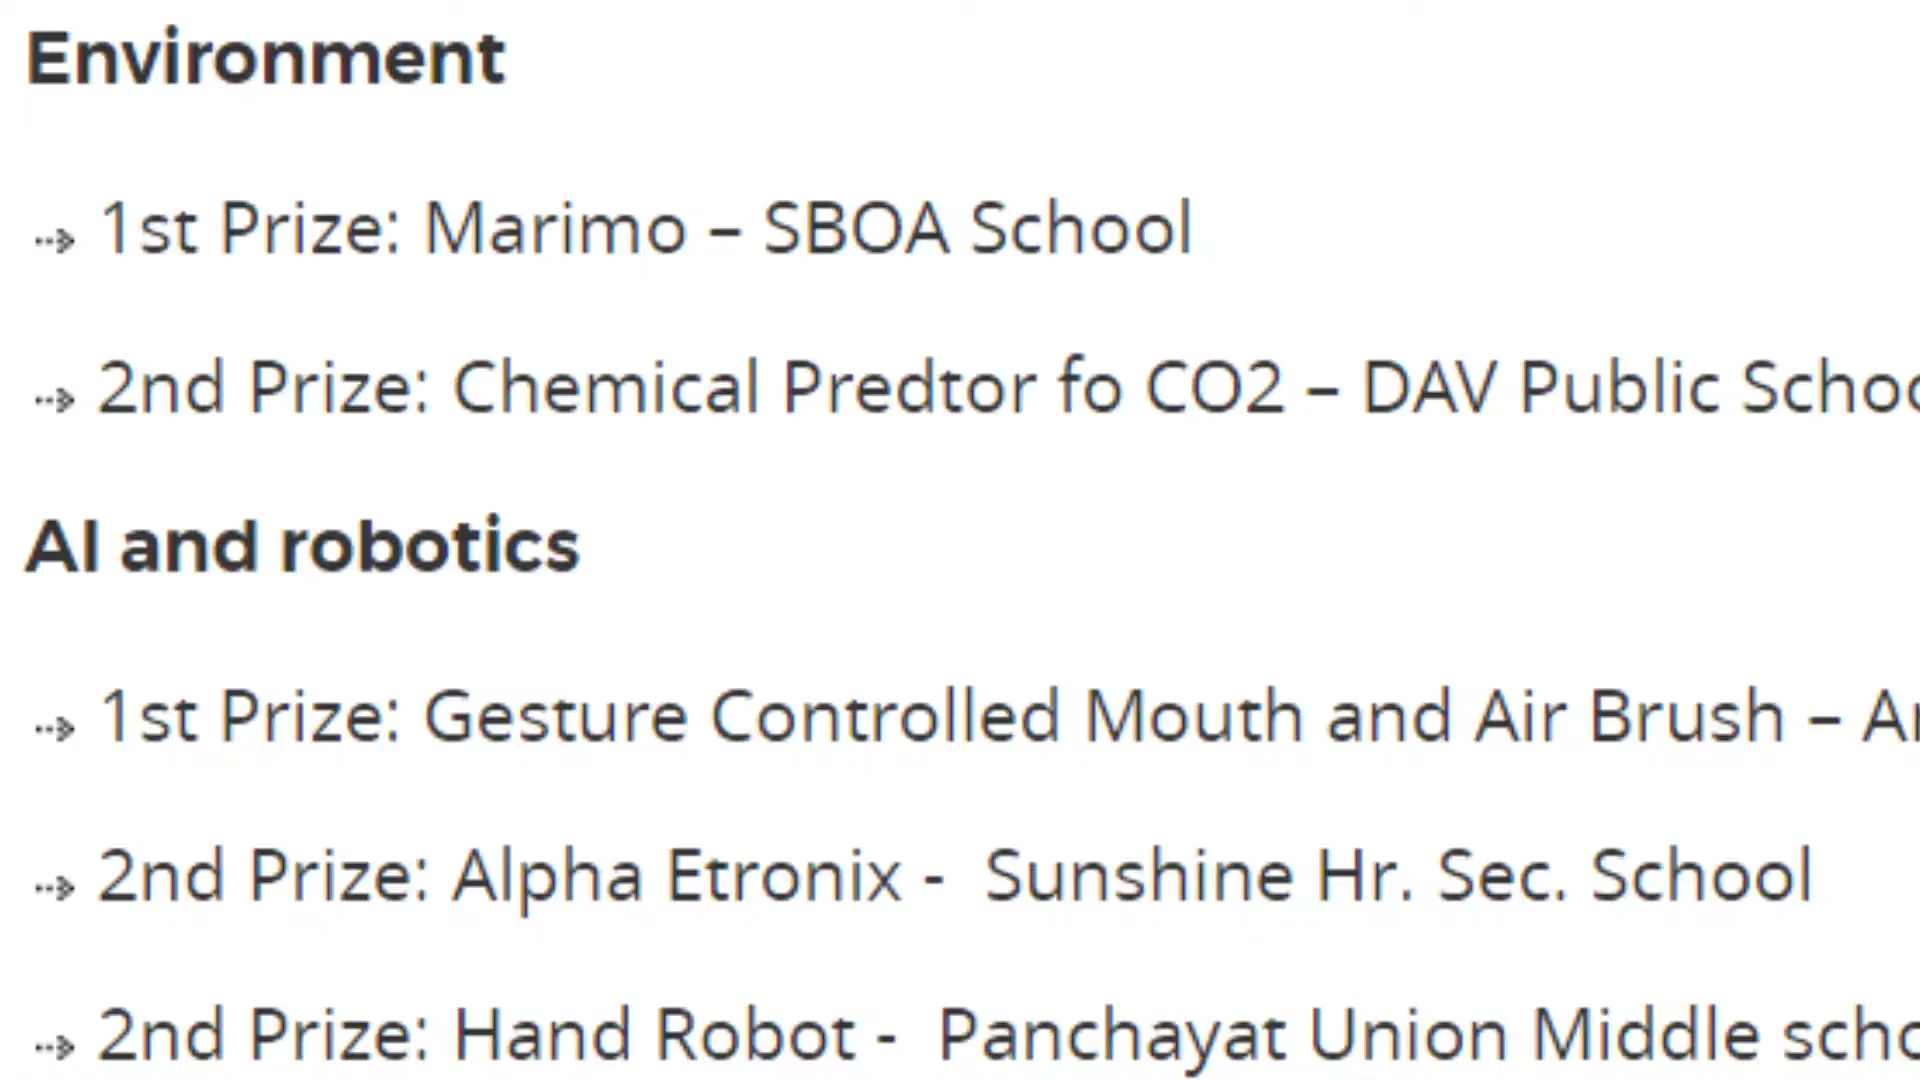 Environment
⤑ 1st Prize: Marimo – SBOA School
⤑ 2nd Prize: Chemical Predtor fo CO2 – DAV Public
⤑ AI and robotics
⤑ 1st Prize: Gesture Controlled Mouth and Air Brush –
⤑ 2nd Prize: Alpha Etronix - Sunshine Hr. Sec. School
⤑ 2nd Prize: Hand Robot - Panchayat Union Middle